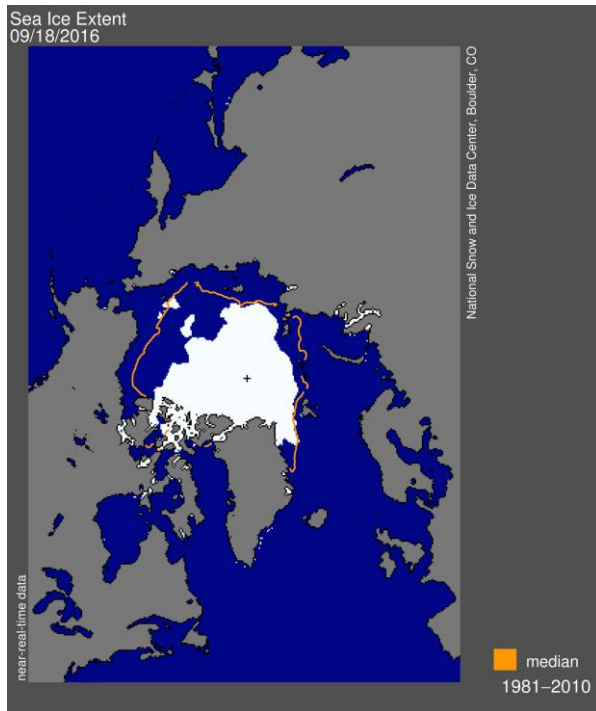 Sea Ice Extent
09/18/2016
National Snow and Ice Data Center, Boulder, CO
near-real-time data
median
1981–2010